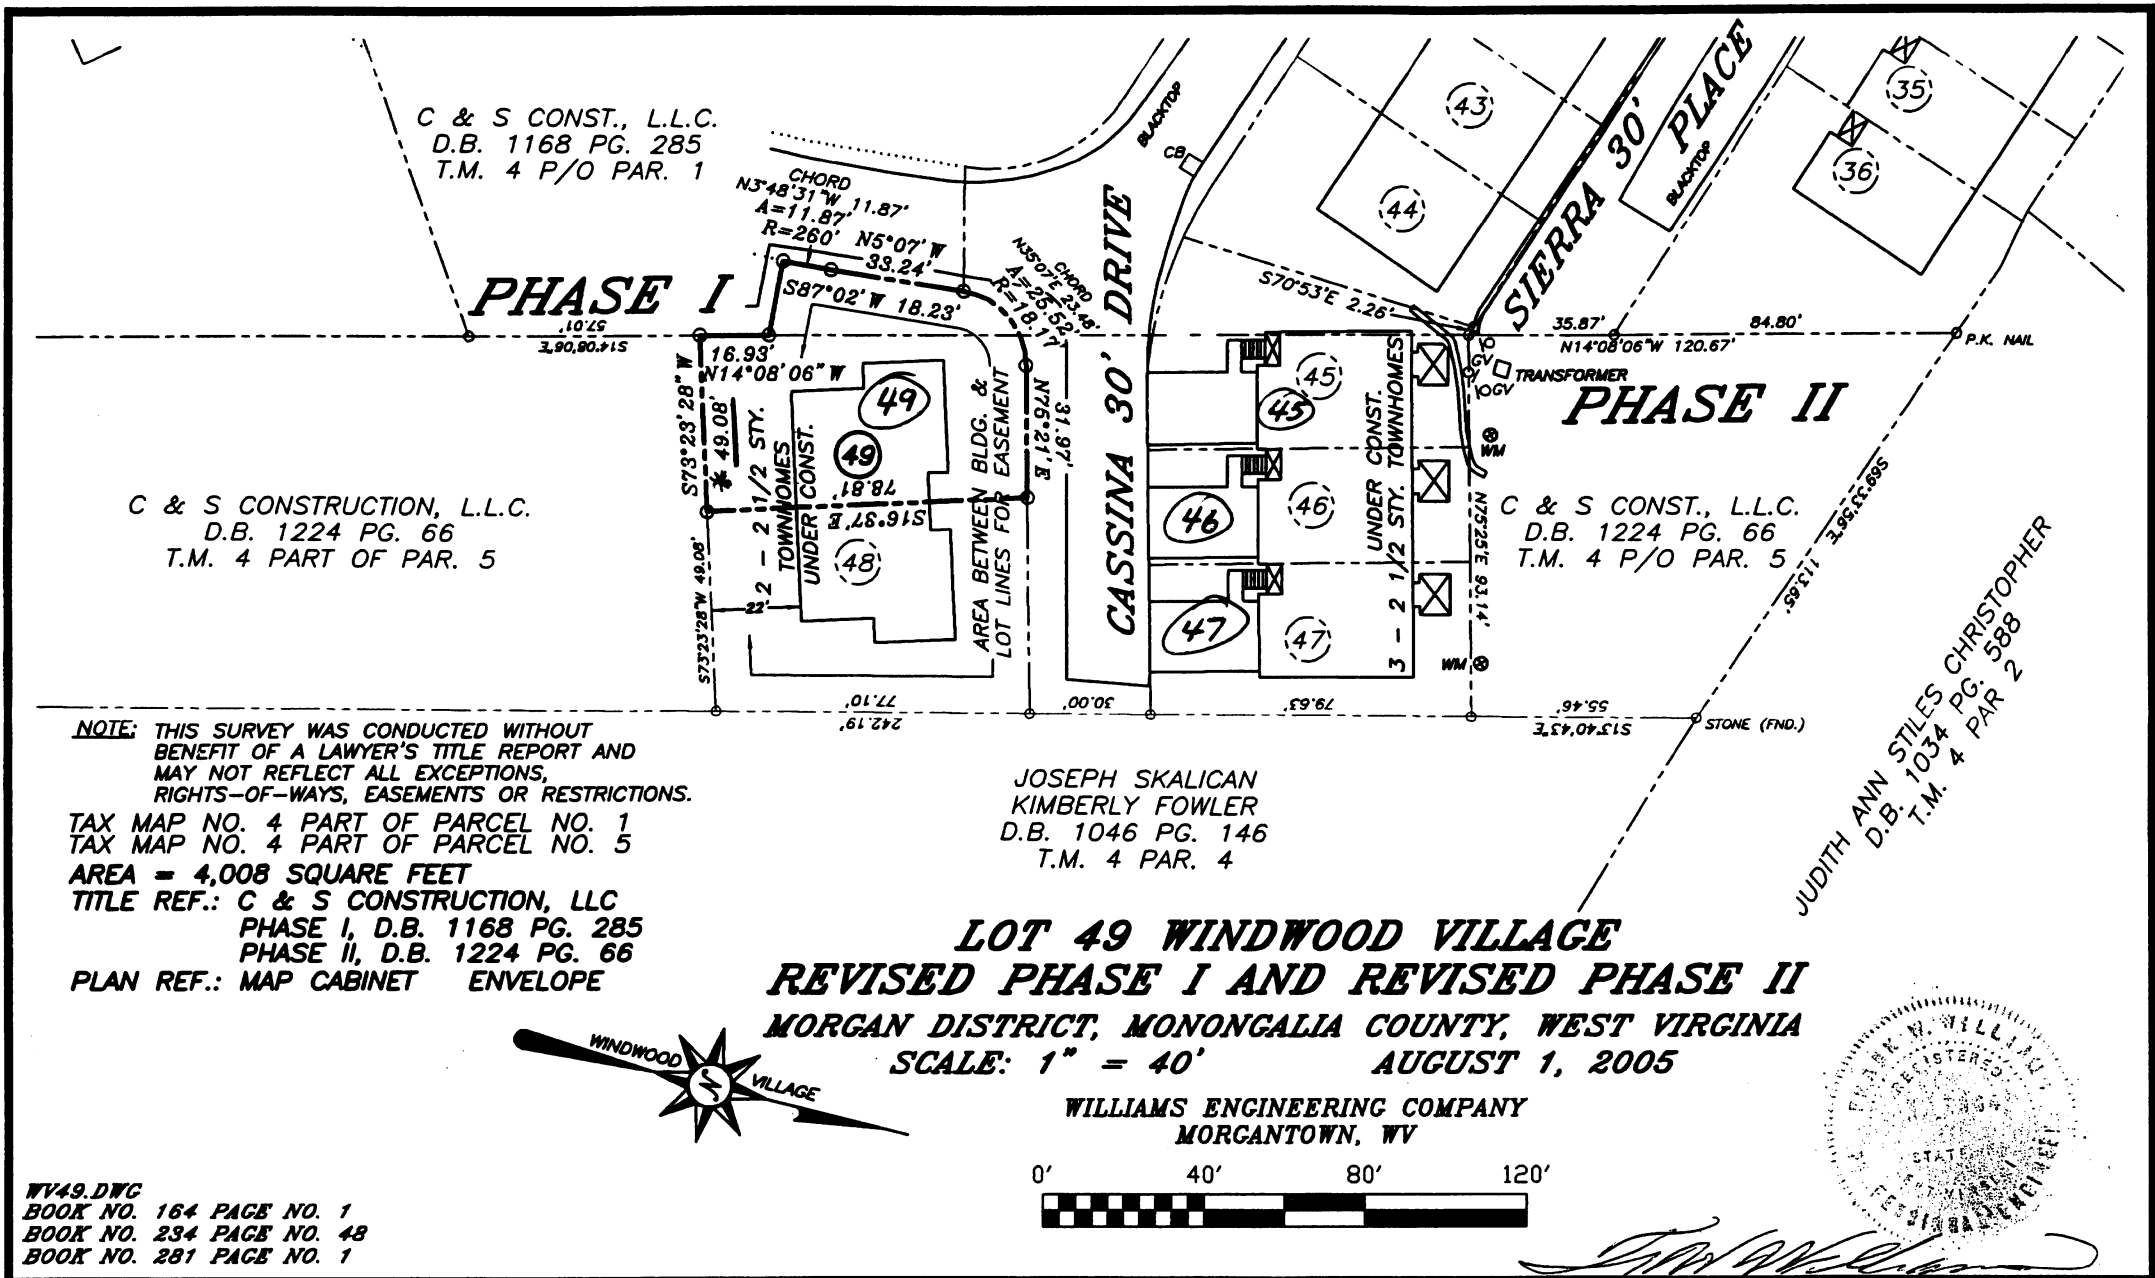 C & S CONST., L.L.C.
D.B. 1168 PG. 285
T.M. 4 P/O PAR. 1
CHORD
N3°48'31"W 11.87'
A=11.87'
R=260'
N5°07' W
33.24'
PHASE I
S87°02' W 18.23'
CHORD
N35°07'E 23.48'
A=25.52'
R=18.17'
57.01'
S14°08'06"E
16.93'
N14°08'06" W
S73°23'28" W
* 49.08'
2 - 2 1/2 STY.
TOWNHOMES
UNDER CONST.
49
49
78.81'
S16°37' E
48
22'
S73°23'28"W 49.08'
AREA BETWEEN BLDG. &
LOT LINES FOR EASEMENT
N76°21' E
31.97'
CASSINA 30' DRIVE
BLACKTOP
CB
43
44
SIERRA 30' PLACE
BLACKTOP
35
36
S70°53'E 2.26'
35.87'
84.80'
N14°08'06"W 120.67'
P.K. NAIL
GV
GV
TRANSFORMER
PHASE II
WM
WM
45
45
46
46
47
47
UNDER CONST.
3 - 2 1/2 STY. TOWNHOMES
N75°25'E 93.14'
C & S CONSTRUCTION, L.L.C.
D.B. 1224 PG. 66
T.M. 4 PART OF PAR. 5
C & S CONST., L.L.C.
D.B. 1224 PG. 66
T.M. 4 P/O PAR. 5
S69°33'56"E
113.65'
JUDITH ANN STILES CHRISTOPHER
D.B. 1034 PG. 588
T.M. 4 PAR 2
77.10'
242.19'
30.00'
79.63'
55.46'
S13°40'43"E
STONE (FND.)
NOTE: THIS SURVEY WAS CONDUCTED WITHOUT
BENEFIT OF A LAWYER'S TITLE REPORT AND
MAY NOT REFLECT ALL EXCEPTIONS,
RIGHTS-OF-WAYS, EASEMENTS OR RESTRICTIONS.
TAX MAP NO. 4 PART OF PARCEL NO. 1
TAX MAP NO. 4 PART OF PARCEL NO. 5
AREA = 4,008 SQUARE FEET
TITLE REF.: C & S CONSTRUCTION, LLC
PHASE I, D.B. 1168 PG. 285
PHASE II, D.B. 1224 PG. 66
PLAN REF.: MAP CABINET ENVELOPE
JOSEPH SKALICAN
KIMBERLY FOWLER
D.B. 1046 PG. 146
T.M. 4 PAR. 4
LOT 49 WINDWOOD VILLAGE
REVISED PHASE I AND REVISED PHASE II
MORGAN DISTRICT, MONONGALIA COUNTY, WEST VIRGINIA
SCALE: 1" = 40' AUGUST 1, 2005
WILLIAMS ENGINEERING COMPANY
MORGANTOWN, WV
WINDWOOD VILLAGE
N
0' 40' 80' 120'
WV49.DWG
BOOK NO. 164 PAGE NO. 1
BOOK NO. 234 PAGE NO. 48
BOOK NO. 281 PAGE NO. 1